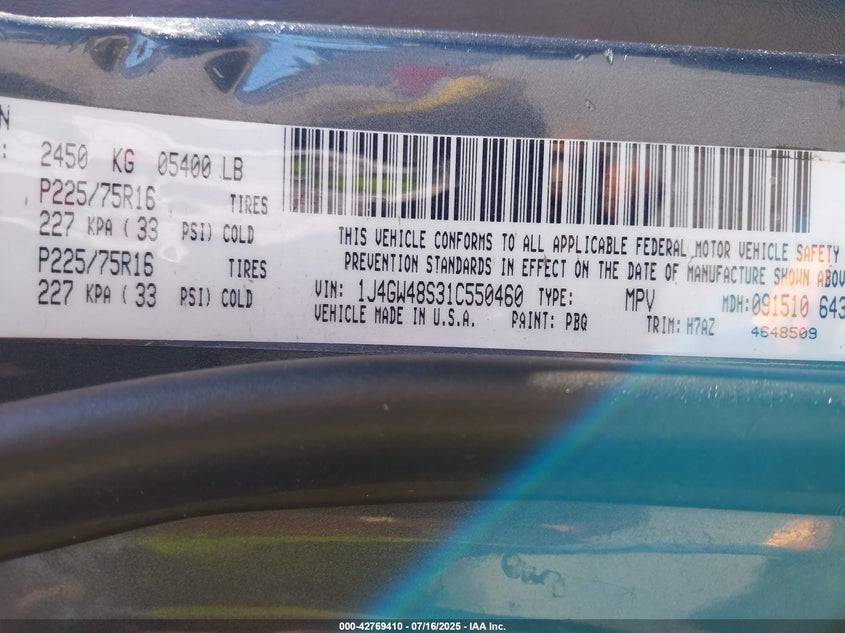 N
: 2450 KG 05400 LB
P225/75R16 TIRES
227 KPA ( 33 PSI) COLD
P225/75R16 TIRES
227 KPA ( 33 PSI) COLD
THIS VEHICLE CONFORMS TO ALL APPLICABLE FEDERAL MOTOR VEHICLE SAFETY
PREVENTION STANDARDS IN EFFECT ON THE DATE OF MANUFACTURE SHOWN ABOV
VIN: 1J4GW48S31C550460 TYPE: MPV MDH:091510 643
VEHICLE MADE IN U.S.A. PAINT: PBQ TRIM: H7AZ 4648509
000-42769410 - 07/16/2025 - IAA Inc.